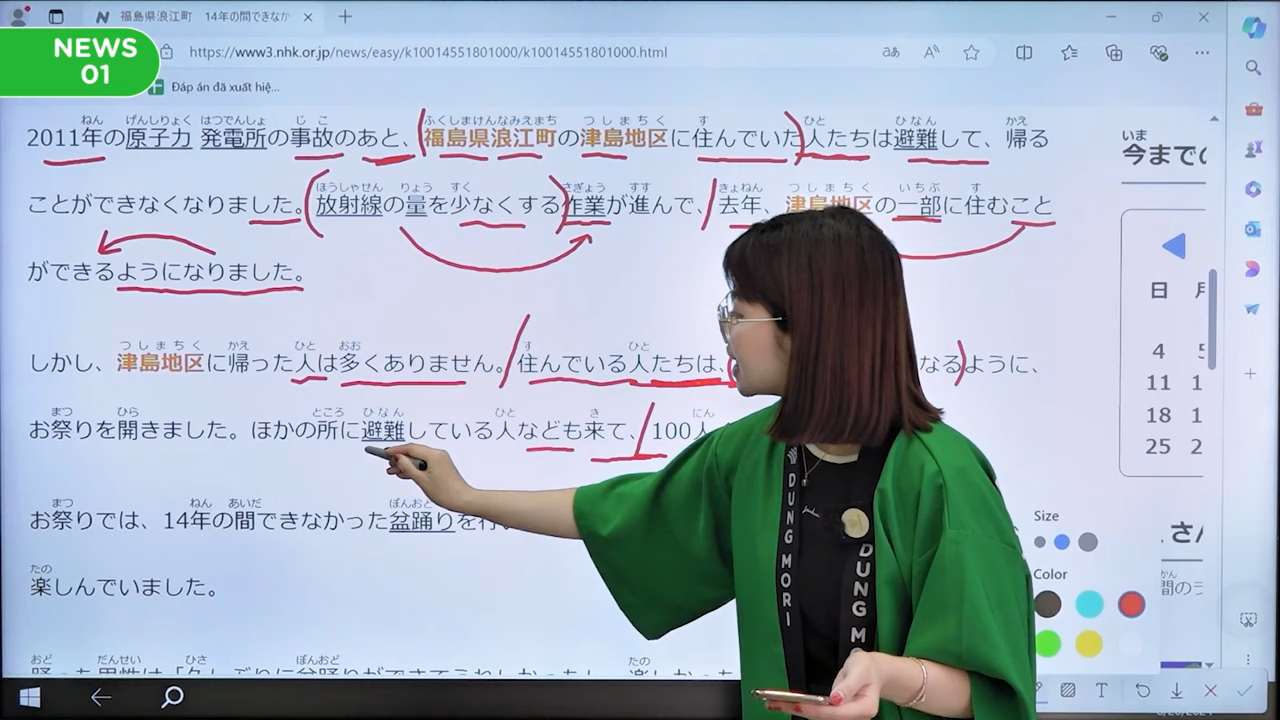 NEWS
01
福島県浪江町 14年の間できなか
https://www3.nhk.or.jp/news/easy/k10014551801000/k10014551801000.html
Đáp án đã xuất hiệ...
2011年の原子力 発電所の事故のあと、福島県浪江町の津島地区に住んでいた人たちは避難して、帰る
ことができなくなりました。放射線の量を少なくする作業が進んで、去年、津島地区の一部に住むこと
ができるようになりました。
しかし、津島地区に帰った人は多くありません。住んでいる人たちは、 なる ように、
お祭りを開きました。ほかの所に避難している人なども来て、100人
お祭りでは、14年の間できなかった盆踊りを行い
楽しんでいました。
いま
今までの
日 月
4
11
18
25
Size
Color
DUNG MORI
DUNG M